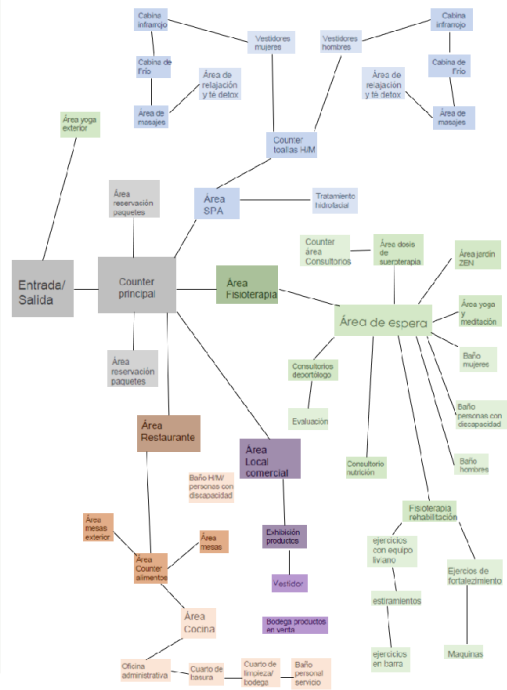 Cabina
infrarrojo
Vestidores
mujeres
Vestidores
hombres
Cabina
infrarrojo
Cabina de
Frío
Área de
relajación
y té detox
Área de
relajación
y té detox
Cabina de
Frío
Área de
masajes
Área de
masajes
Área yoga
exterior
Counter
toallas H/M
Área
reservación
paquetes
Área
SPA
Tratamiento
hidrofacial
Counter
área
Consultorios
Área dosis
de
sueroterapia
Área jardín
ZEN
Entrada/
Salida
Counter
principal
Área
Fisioterapia
Área de espera
Área yoga
y
meditación
Área
reservación
paquetes
Baño
mujeres
Consultorios
deportólogo
Baño
personas con
discapacidad
Evaluación
Área
Restaurante
Área
Local
comercial
Consultorio
nutrición
Baño
hombres
Baño H/M/
personas con
discapacidad
Fisioterapia
rehabilitación
Área
mesas
exterior
Área
mesas
Exhibición
productos
ejercicios
con equipo
liviano
Área
Counter
alimentos
Vestidor
Ejercios de
fortalezimiento
estiramientos
Área
Cocina
Bodega productos
en venta
ejercicios
en barra
Maquinas
Oficina
administrativa
Cuarto de
basura
Cuarto de
limpieza/
bodega
Baño
personal
servicio